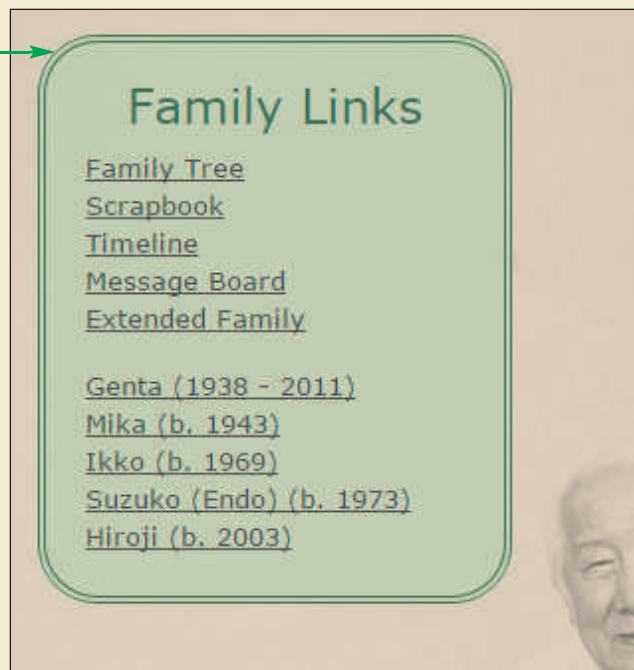 Family Links
Family Tree
Scrapbook
Timeline
Message Board
Extended Family
Genta (1938 - 2011)
Mika (b. 1943)
Ikko (b. 1969)
Suzuko (Endo) (b. 1973)
Hiroji (b. 2003)